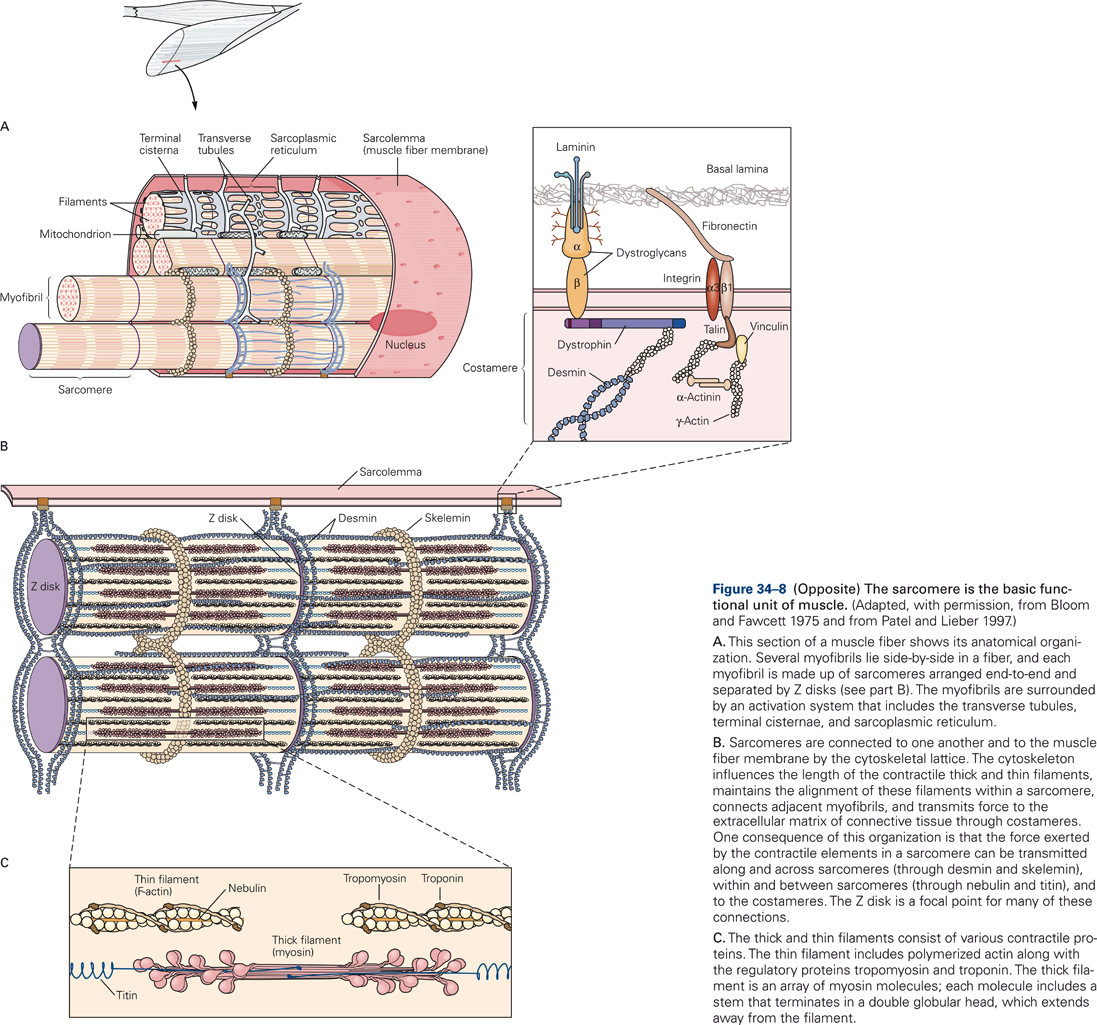 A
Terminal
cisterna
Transverse
tubules
Sarcoplasmic
reticulum
Sarcolemma
(muscle fiber membrane)
Filaments
Mitochondrion
Myofibril
Nucleus
Sarcomere
Laminin
Basal lamina
Fibronectin
α
Dystroglycans
β
Integrin
α3
β1
Talin
Vinculin
Dystrophin
Costamere
Desmin
α-Actinin
γ-Actin
B
Sarcolemma
Z disk
Desmin
Skelemin
Z disk
C
Thin filament
(F-actin)
Nebulin
Tropomyosin
Troponin
Thick filament
(myosin)
Titin
Figure 34–8 (Opposite) The sarcomere is the basic func-
tional unit of muscle. (Adapted, with permission, from Bloom
and Fawcett 1975 and from Patel and Lieber 1997.)
A. This section of a muscle fiber shows its anatomical organi-
zation. Several myofibrils lie side-by-side in a fiber, and each
myofibril is made up of sarcomeres arranged end-to-end and
separated by Z disks (see part B). The myofibrils are surrounded
by an activation system that includes the transverse tubules,
terminal cisternae, and sarcoplasmic reticulum.
B. Sarcomeres are connected to one another and to the muscle
fiber membrane by the cytoskeletal lattice. The cytoskeleton
influences the length of the contractile thick and thin filaments,
maintains the alignment of these filaments within a sarcomere,
connects adjacent myofibrils, and transmits force to the
extracellular matrix of connective tissue through costameres.
One consequence of this organization is that the force exerted
by the contractile elements in a sarcomere can be transmitted
along and across sarcomeres (through desmin and skelemin),
within and between sarcomeres (through nebulin and titin), and
to the costameres. The Z disk is a focal point for many of these
connections.
C. The thick and thin filaments consist of various contractile pro-
teins. The thin filament includes polymerized actin along with
the regulatory proteins tropomyosin and troponin. The thick fila-
ment is an array of myosin molecules; each molecule includes a
stem that terminates in a double globular head, which extends
away from the filament.